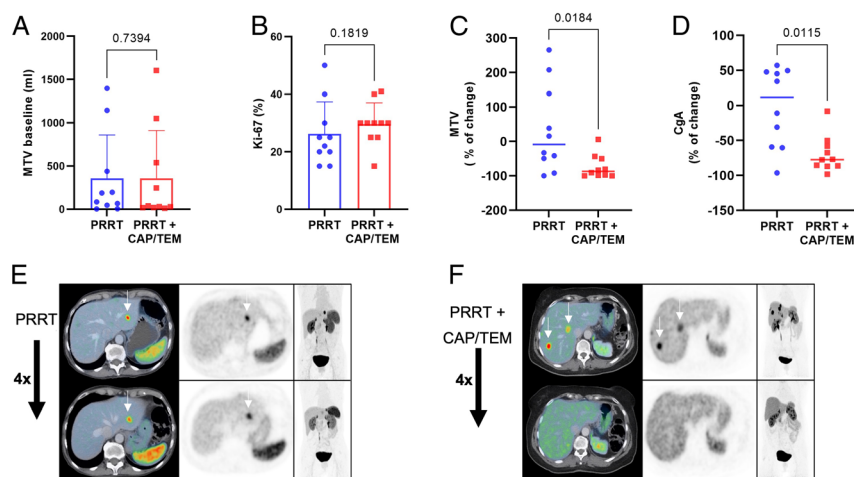 A
0.7394
MTV baseline (ml)
2000
1500
1000
500
0
PRRT
PRRT +
CAP/TEM
B
0.1819
Ki-67 (%)
60
40
20
0
PRRT
PRRT +
CAP/TEM
C
0.0184
MTV
( % of change)
300
200
100
0
-100
-200
PRRT
PRRT +
CAP/TEM
D
0.0115
CgA
(% of change)
100
50
0
-50
-100
-150
PRRT
PRRT +
CAP/TEM
E
PRRT
4x
F
PRRT +
CAP/TEM
4x